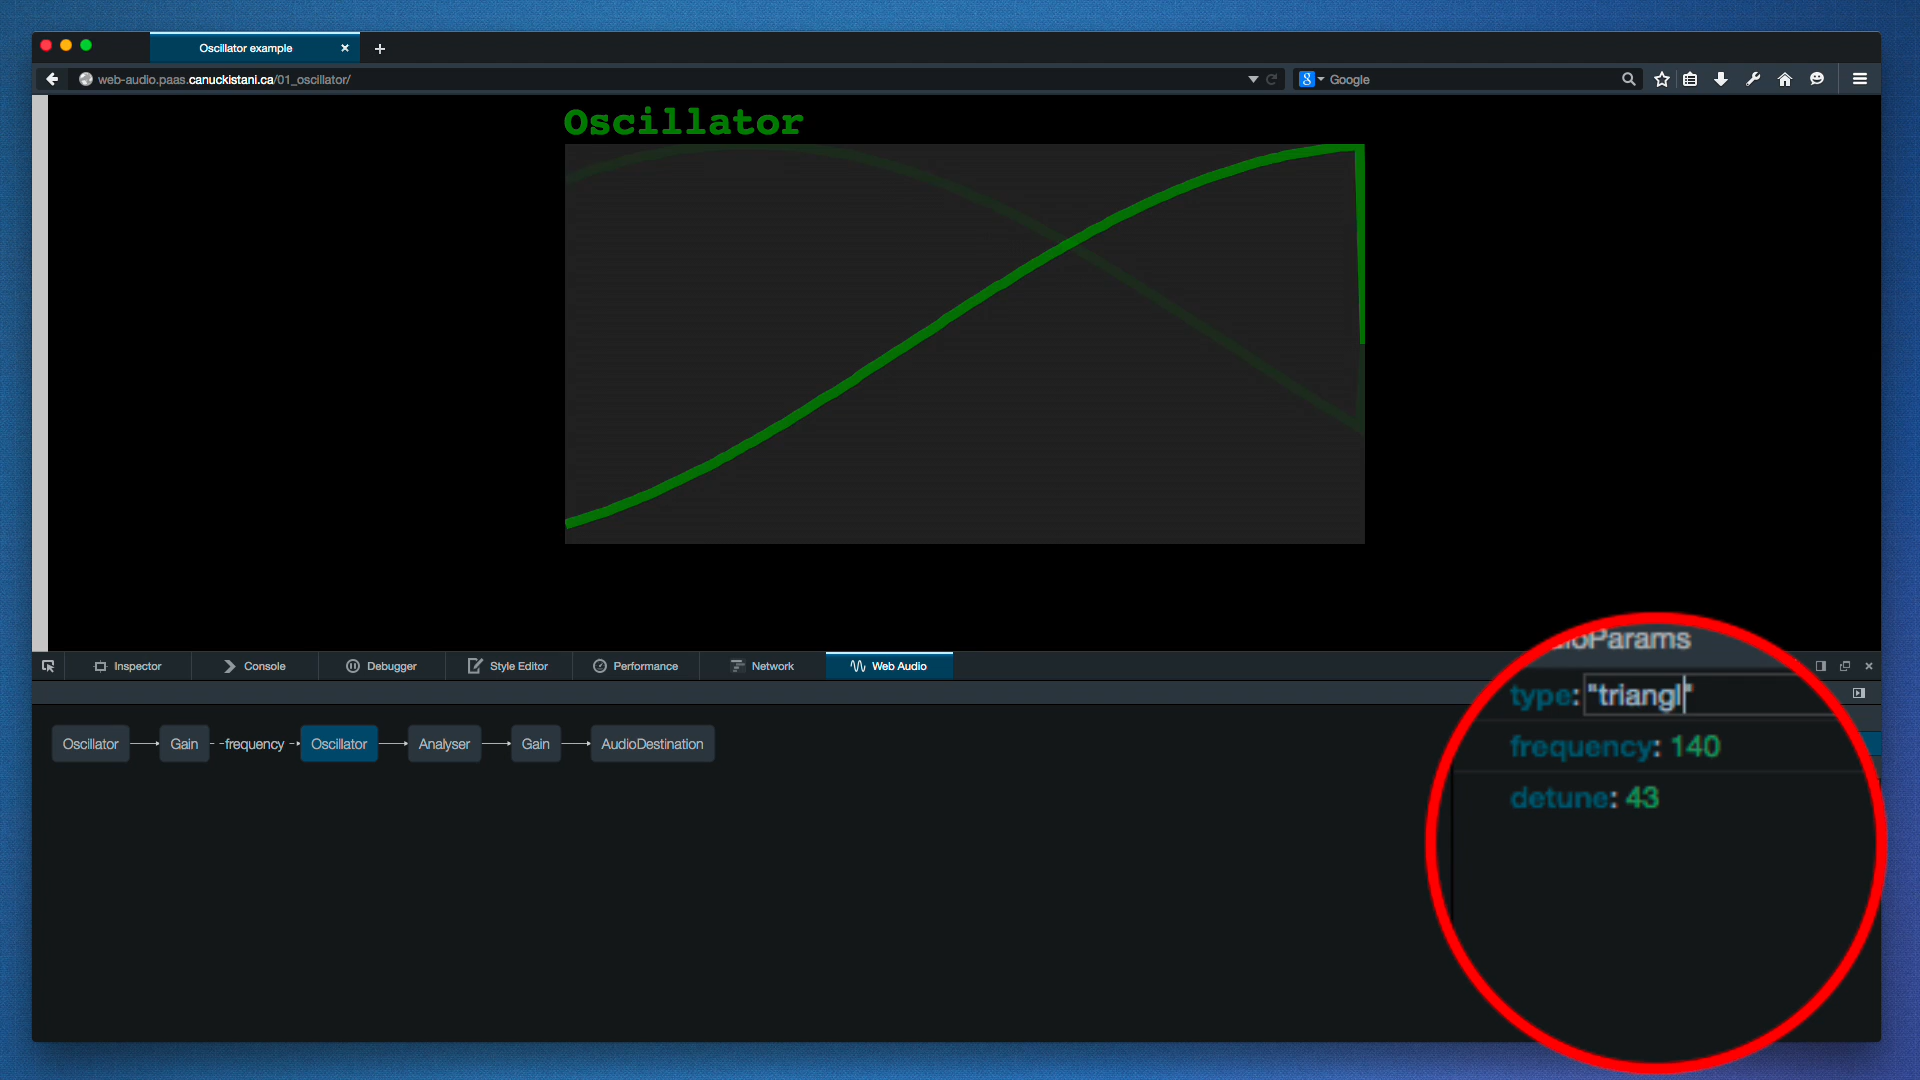 Oscillator example
web-audio.paas.canuckistani.ca/01_oscillator/
8 Google
Oscillator
Inspector Console Debugger Style Editor Performance Network Web Audio
type: "triangl"
frequency: 140
detune: 43
Oscillator Gain frequency Oscillator Analyser Gain AudioDestination